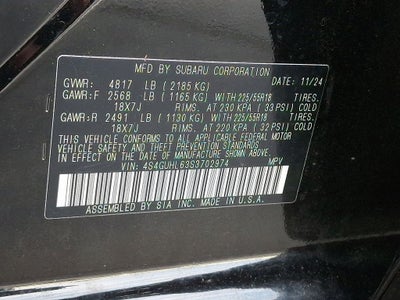 MFD BY SUBARU CORPORATION DATE: 11/24
GVWR: 4817 LB (2185 KG)
GAWR:F 2568 LB (1165 KG) WITH 225/55R18 TIRES,
18X7J RIMS AT 230 KPA ( 33 PSI) COLD
GAWR:R 2491 LB (1130 KG) WITH 225/55R18 TIRES,
18X7J RIMS AT 220 KPA ( 32 PSI) COLD
THIS VEHICLE CONFORMS TO ALL APPLICABLE FEDERAL MOTOR
VEHICLE SAFETY AND THEFT PREVENTION STANDARDS
IN EFFECT ON THE DATE OF MANUFACTURE SHOWN ABOVE.
VIN: 4S4GUHL63S3702974 MPV
ASSEMBLED BY SIA INC. MADE IN U.S.A.